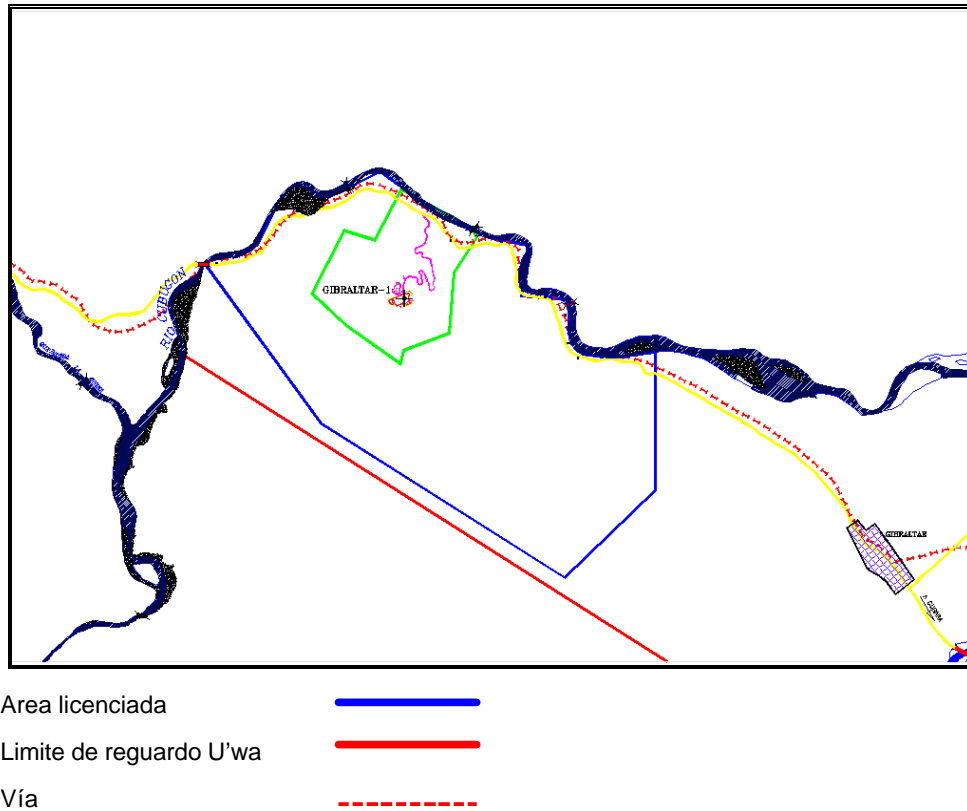 RIO CUBUGON
GIBRALTAR-1
GIBRALTAR
Area licenciada
Limite de reguardo U'wa
Vía